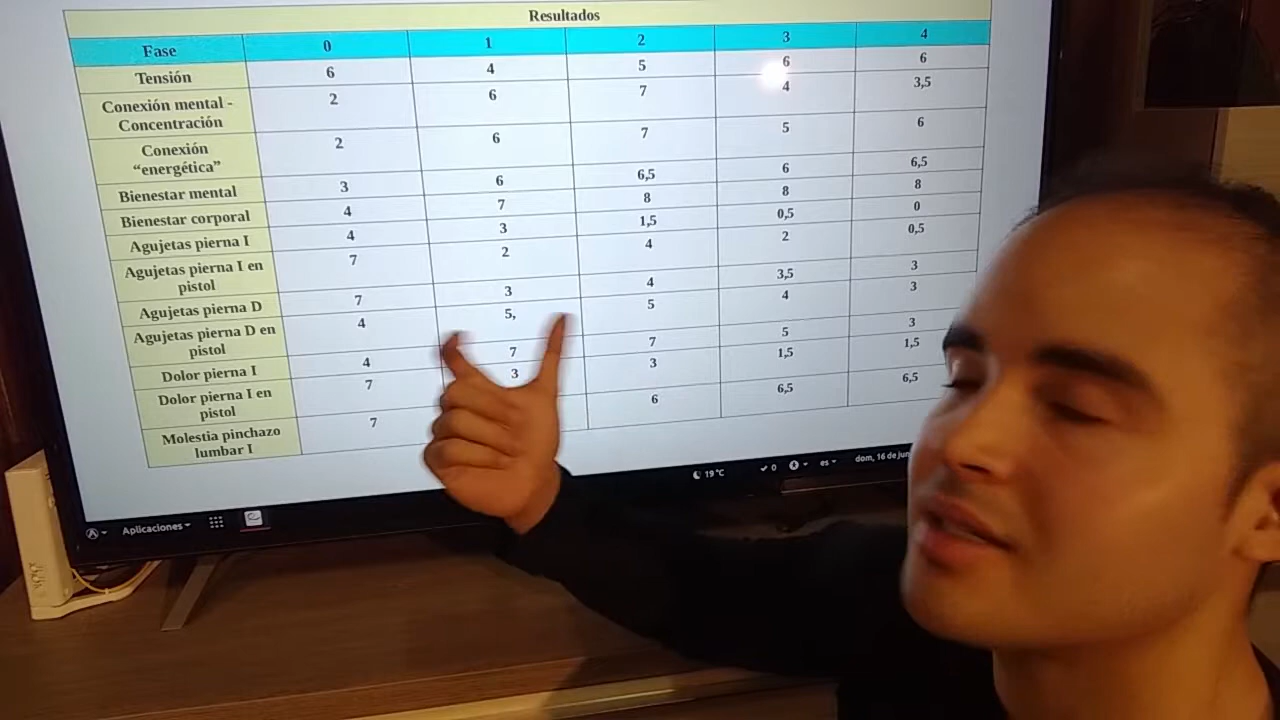 Resultados
Fase 0 1 2 3 4
Tensión 6 4 5 6 6
Conexión mental - Concentración 2 6 7 4 3,5
Conexión “energética” 2 6 7 5 6
Bienestar mental 3 6 6,5 6 6,5
Bienestar corporal 4 7 8 8 8
Agujetas pierna I 4 3 1,5 0,5 0
Agujetas pierna I en pistol 7 2 4 2 0,5
Agujetas pierna D 7 3 4 3,5 3
Agujetas pierna D en pistol 4 5, 5 4 3
Dolor pierna I 4 7 7 5 3
Dolor pierna I en pistol 7 3 3 1,5 1,5
Molestia pinchazo lumbar I 7 6 6,5 6,5
Aplicaciones
19 °C
0
es
dom, 16 de jun